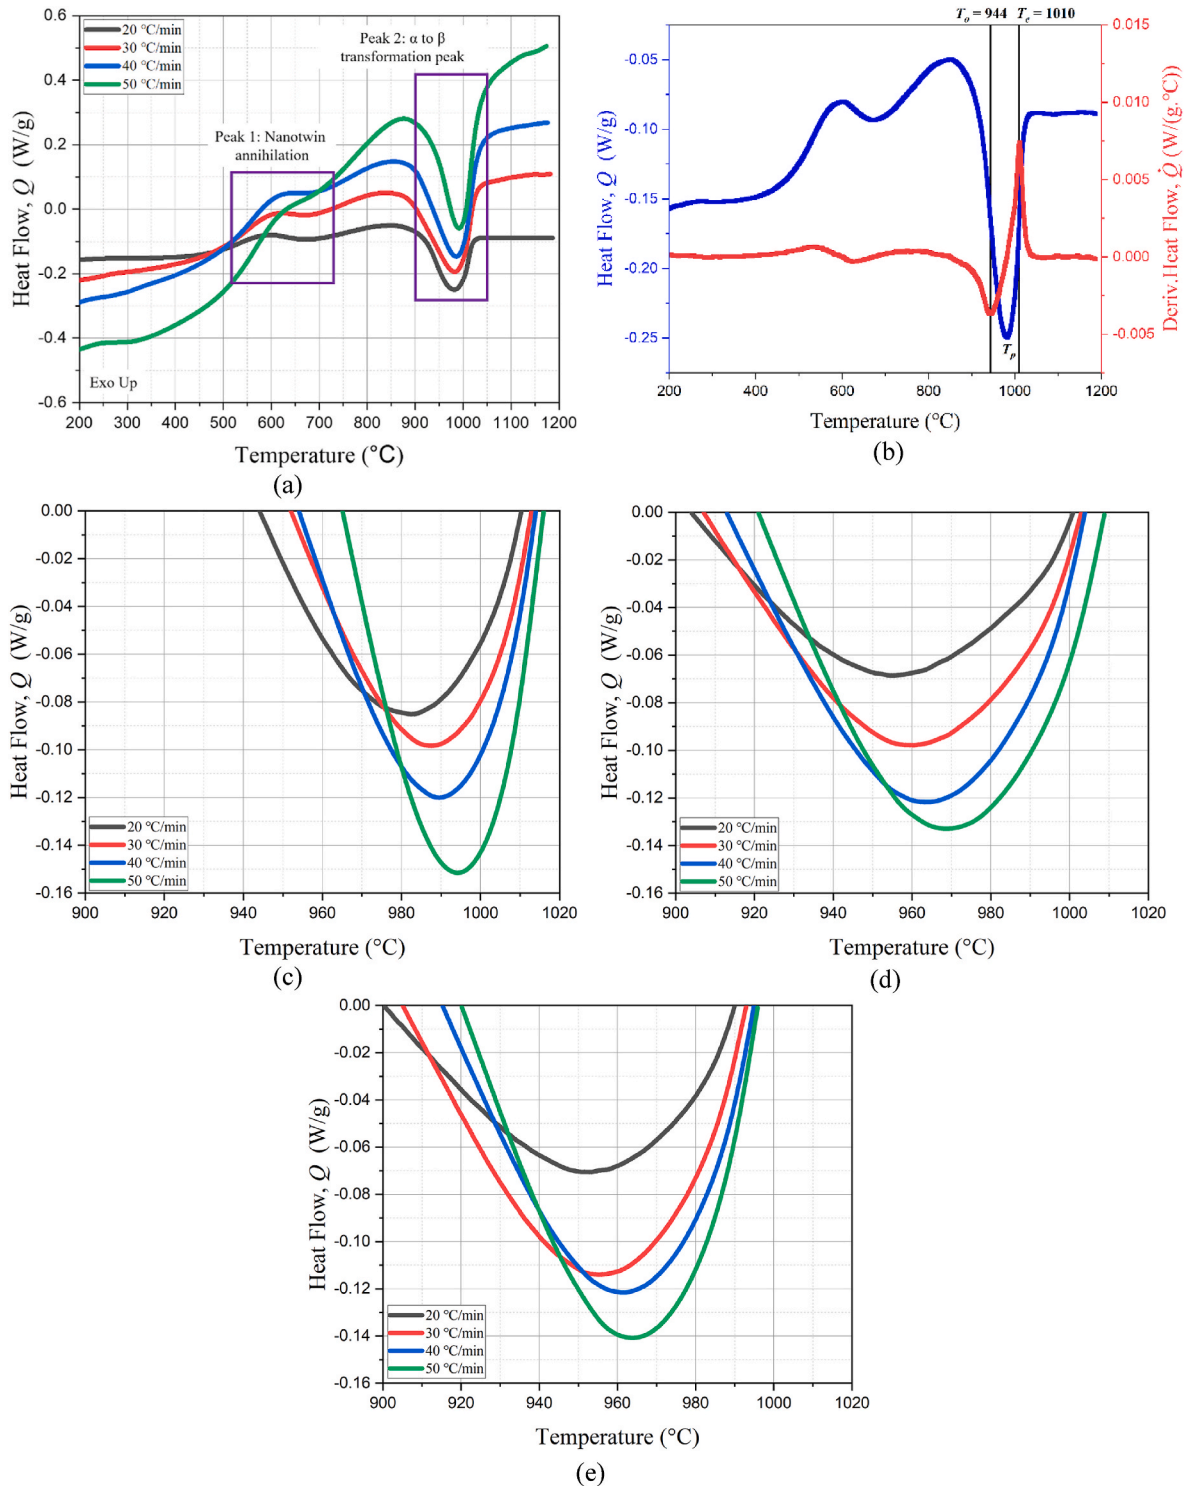 0.6
0.4
0.2
0.0
-0.2
-0.4
-0.6
Heat Flow, Q (W/g)
20 °C/min
30 °C/min
40 °C/min
50 °C/min
Peak 2: α to β
transformation peak
Peak 1: Nanotwin
annihilation
Exo Up
200 300 400 500 600 700 800 900 1000 1100 1200
Temperature (°C)
(a)
To = 944 Te = 1010
-0.05
-0.10
-0.15
-0.20
-0.25
Heat Flow, Q (W/g)
0.015
0.010
0.005
0.000
-0.005
Deriv.Heat Flow, Q̇ (W/(g.°C))
Tp
200 400 600 800 1000 1200
Temperature (°C)
(b)
0.00
-0.02
-0.04
-0.06
-0.08
-0.10
-0.12
-0.14
-0.16
Heat Flow, Q (W/g)
20 °C/min
30 °C/min
40 °C/min
50 °C/min
900 920 940 960 980 1000 1020
Temperature (°C)
(c)
0.00
-0.02
-0.04
-0.06
-0.08
-0.10
-0.12
-0.14
-0.16
Heat Flow, Q (W/g)
20 °C/min
30 °C/min
40 °C/min
50 °C/min
900 920 940 960 980 1000 1020
Temperature (°C)
(d)
0.00
-0.02
-0.04
-0.06
-0.08
-0.10
-0.12
-0.14
-0.16
Heat Flow, Q (W/g)
20 °C/min
30 °C/min
40 °C/min
50 °C/min
900 920 940 960 980 1000 1020
Temperature (°C)
(e)